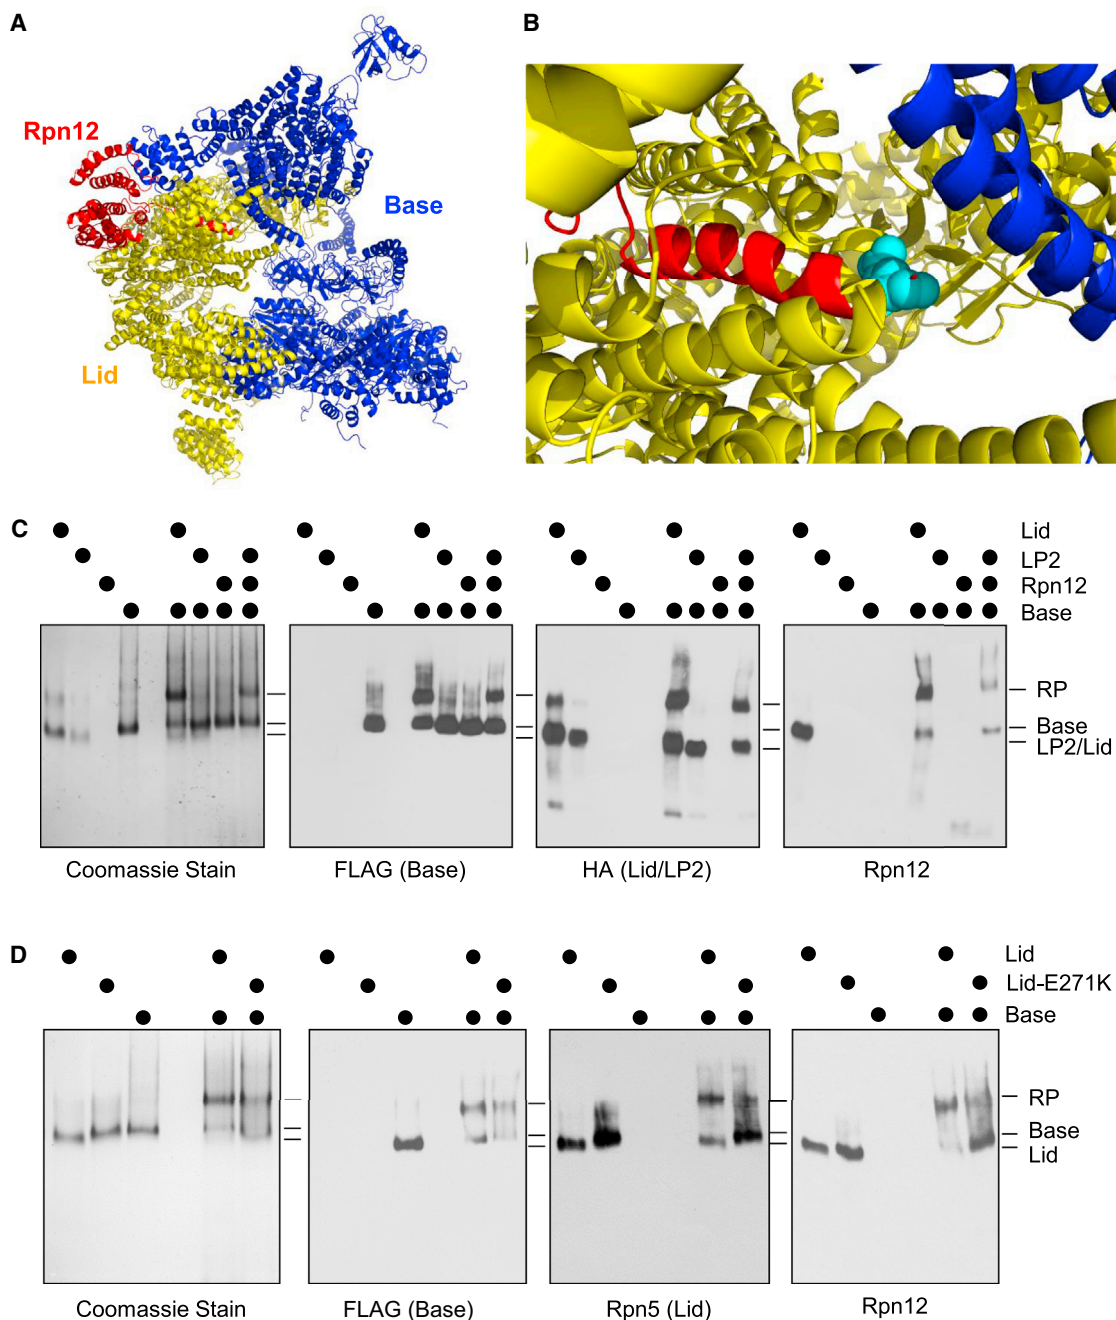 A
B
Rpn12
Base
Lid
C
Lid
LP2
Rpn12
Base
RP
Base
LP2/Lid
Coomassie Stain
FLAG (Base)
HA (Lid/LP2)
Rpn12
D
Lid
Lid-E271K
Base
RP
Base
Lid
Coomassie Stain
FLAG (Base)
Rpn5 (Lid)
Rpn12